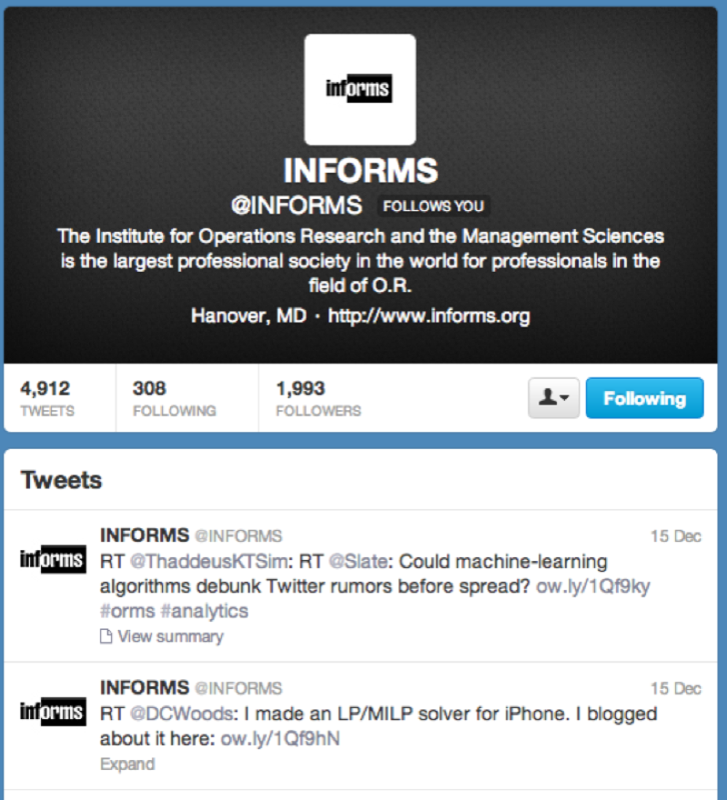 informs
INFORMS
@INFORMS FOLLOWS YOU
The Institute for Operations Research and the Management Sciences
is the largest professional society in the world for professionals in the
field of O.R.
Hanover, MD · http://www.informs.org
4,912 308 1,993
TWEETS FOLLOWING FOLLOWERS
Following
Tweets
informs
INFORMS @INFORMS 15 Dec
RT @ThaddeusKTSim: RT @Slate: Could machine-learning
algorithms debunk Twitter rumors before spread? ow.ly/1Qf9ky
#orms #analytics
View summary
informs
INFORMS @INFORMS 15 Dec
RT @DCWoods: I made an LP/MILP solver for iPhone. I blogged
about it here: ow.ly/1Qf9hN
Expand